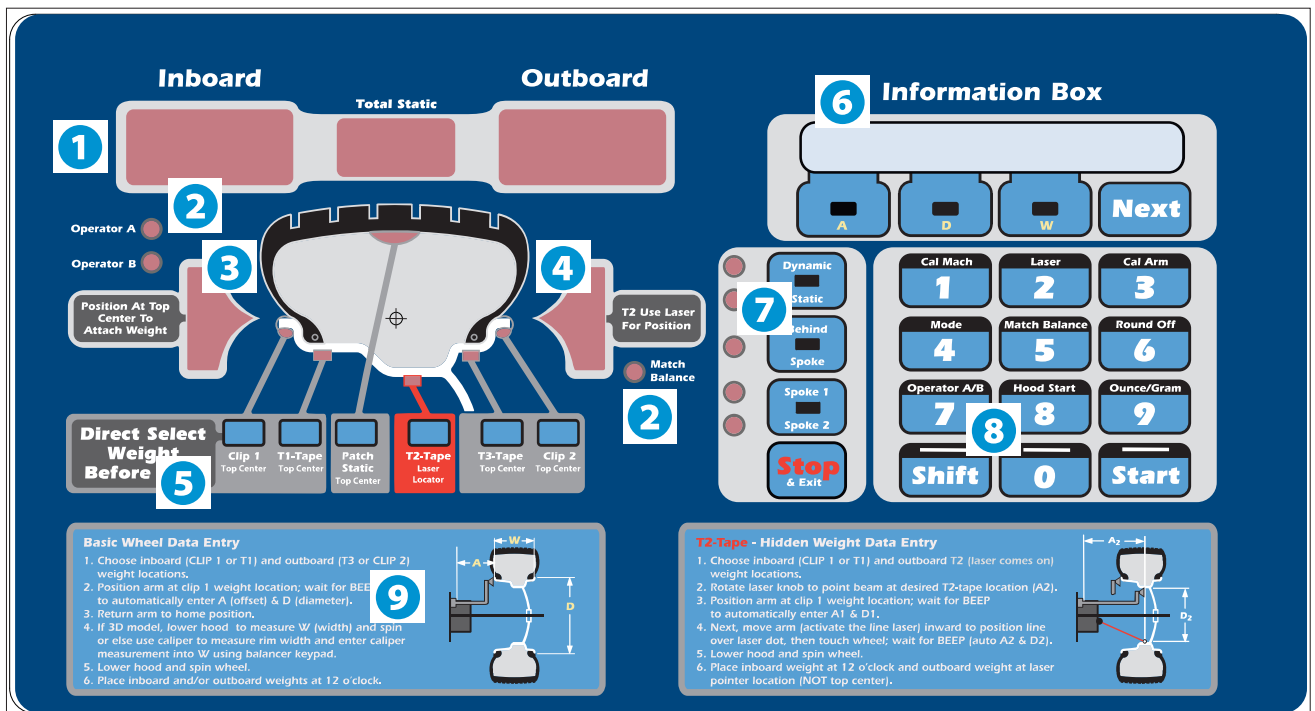 Inboard
Outboard
Total Static
1
2
Operator A
Operator B
3
4
Position At Top
Center To
Attach Weight
T2 Use Laser
For Position
Match
Balance
2
Direct Select
Weight
Before
5
Clip 1
Top Center
T1-Tape
Top Center
Patch
Static
Top Center
T2-Tape
Laser
Locator
T3-Tape
Top Center
Clip 2
Top Center
6
Information Box
A
D
W
Next
7
Dynamic
Static
Behind
Spoke
Spoke 1
Spoke 2
Stop
& Exit
Cal Mach
1
Laser
2
Cal Arm
3
Mode
4
Match Balance
5
Round Off
6
Operator A/B
7
Hood Start
8
Ounce/Gram
9
8
Shift
0
Start
Basic Wheel Data Entry
1. Choose inboard (CLIP 1 or T1) and outboard (T3 or CLIP 2)
weight locations.
2. Position arm at clip 1 weight location; wait for BEEP
to automatically enter A (offset) & D (diameter).
3. Return arm to home position.
4. If 3D model, lower hood to measure W (width) and spin
or else use caliper to measure rim width and enter caliper
measurement into W using balancer keypad.
5. Lower hood and spin wheel.
6. Place inboard and/or outboard weights at 12 o'clock.
W
A
D
9
T2-Tape - Hidden Weight Data Entry
1. Choose inboard (CLIP 1 or T1) and outboard T2 (laser comes on)
weight locations.
2. Rotate laser knob to point beam at desired T2-tape location (A2).
3. Position arm at clip 1 weight location; wait for BEEP
to automatically enter A1 & D1.
4. Next, move arm (activate the line laser) inward to position line
over laser dot, then touch wheel; wait for BEEP (auto A2 & D2).
5. Lower hood and spin wheel.
6. Place inboard weight at 12 o'clock and outboard weight at laser
pointer location (NOT top center).
A2
D2